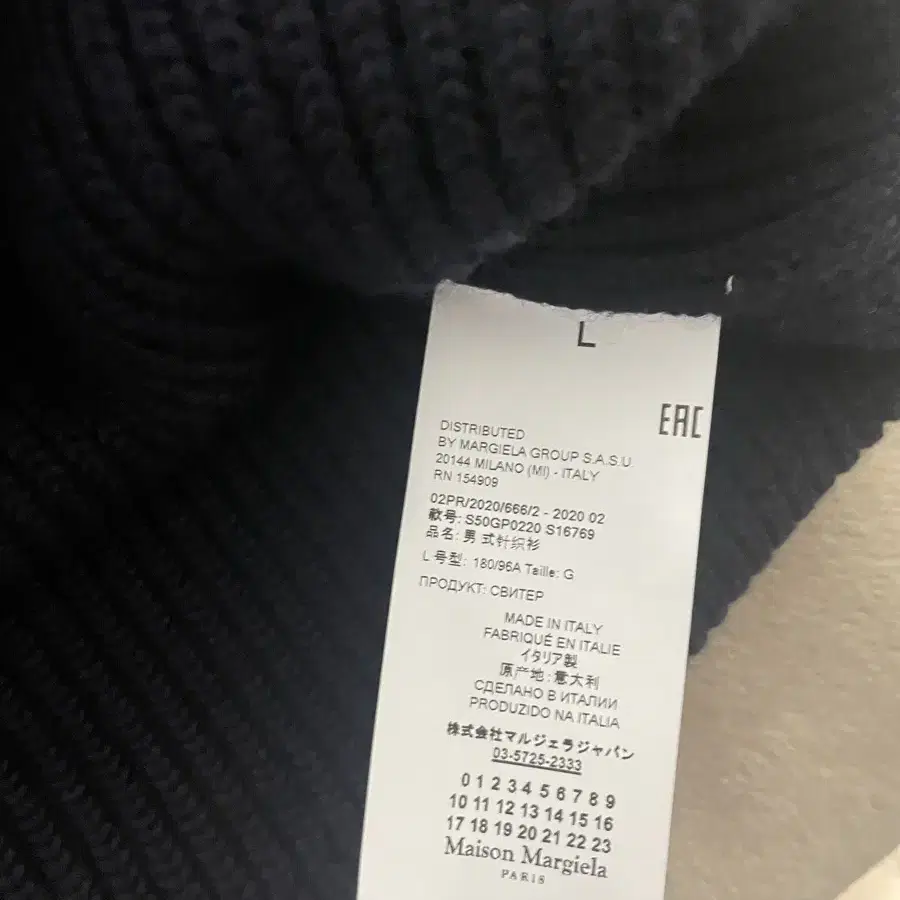 L
EAC
DISTRIBUTED
BY MARGIELA GROUP S.A.S.U.
20144 MILANO (MI) - ITALY
RN 154909
02PR/2020/666/2 - 2020 02
款号: S50GP0220 S16769
品名: 男式针织衫
L 号型: 180/96A Taille: G
ПРОДУКТ: СВИТЕР
MADE IN ITALY
FABRIQUÉ EN ITALIE
イタリア製
原产地:意大利
СДЕЛАНО В ИТАЛИИ
PRODUZIDO NA ITALIA
株式会社マルジェラジャパン
03-5725-2333
0 1 2 3 4 5 6 7 8 9
10 11 12 13 14 15 16
17 18 19 20 21 22 23
Maison Margiela
PARIS